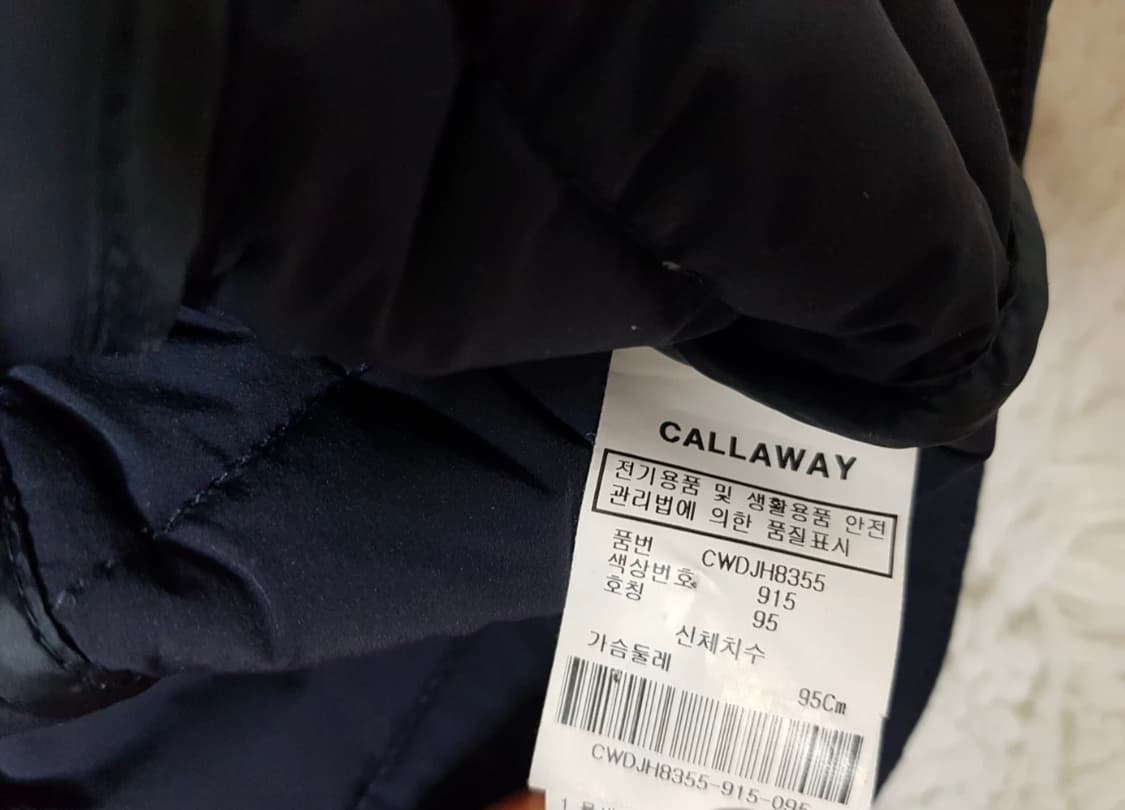 CALLAWAY
전기용품 및 생활용품 안전
관리법에 의한 품질표시
품번 CWDJH8355
색상번호 915
호칭 95
신체치수
가슴둘레 95Cm
CWDJH8355-915-095
1